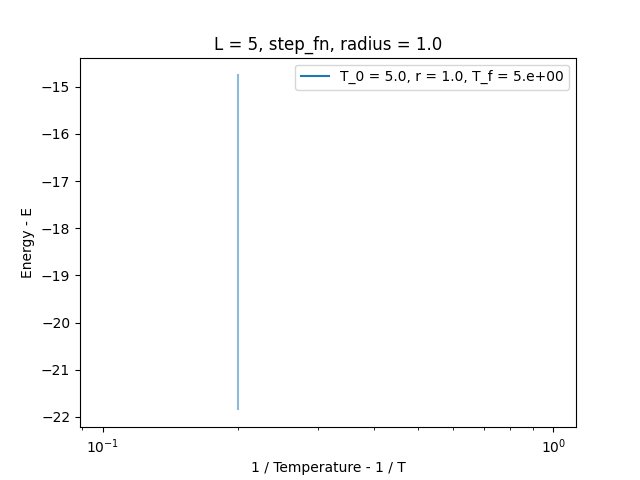 L = 5, step_fn, radius = 1.0
T_0 = 5.0, r = 1.0, T_f = 5.e+00
Energy - E
−15
−16
−17
−18
−19
−20
−21
−22
10⁻¹
10⁰
1 / Temperature - 1 / T